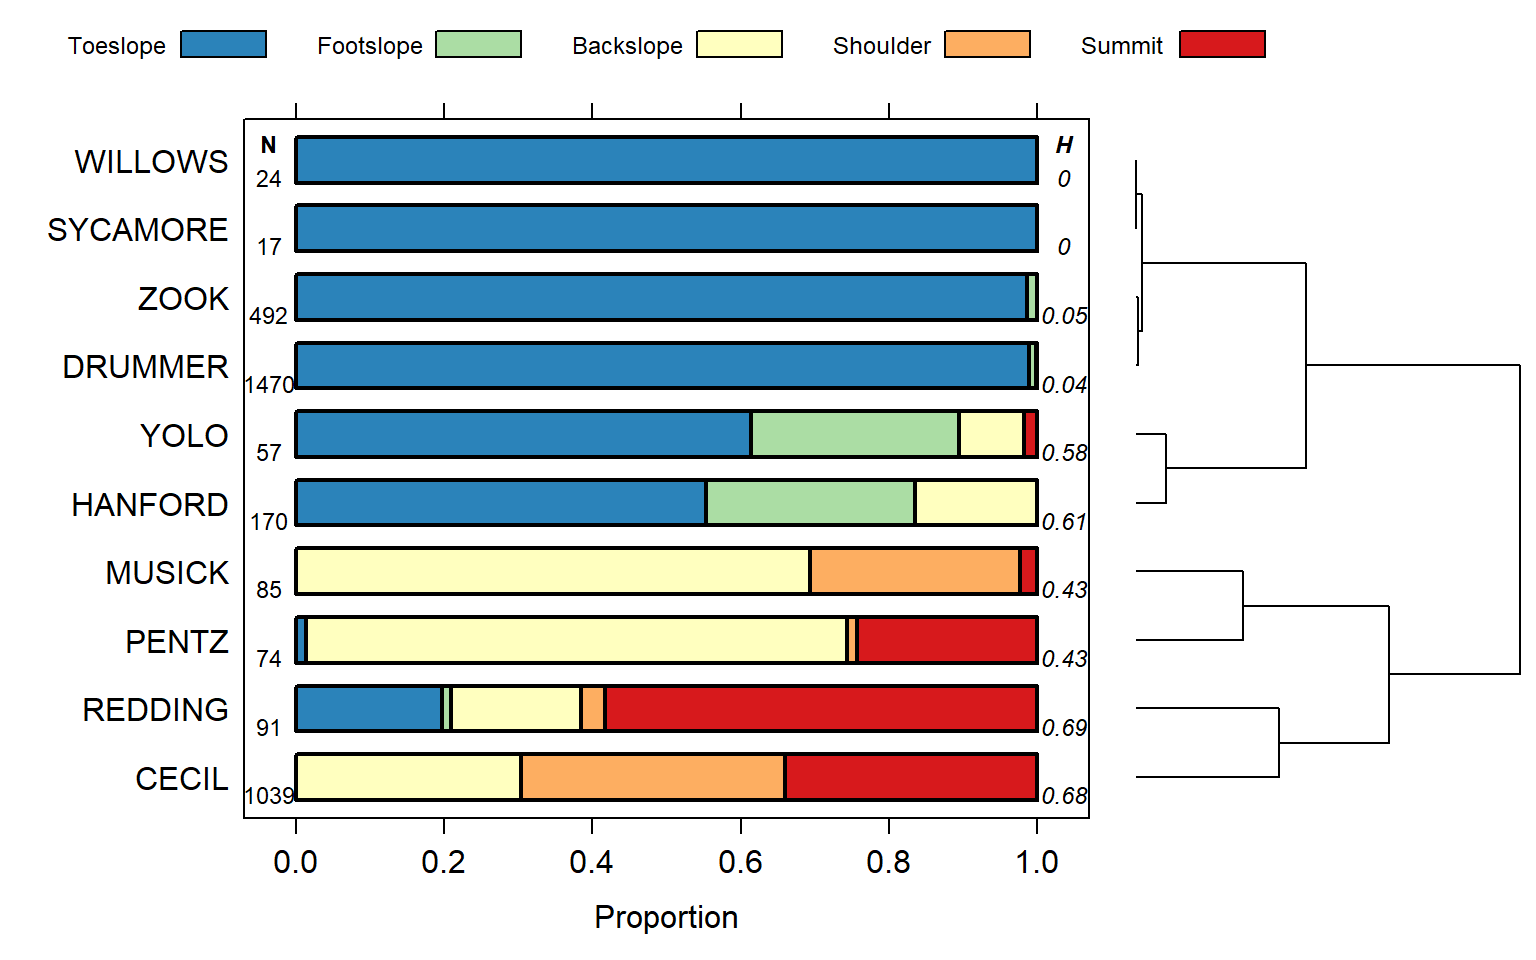 Toeslope Footslope Backslope Shoulder Summit
N H
WILLOWS 24 0
SYCAMORE 17 0
ZOOK 492 0.05
DRUMMER 1470 0.04
YOLO 57 0.58
HANFORD 170 0.61
MUSICK 85 0.43
PENTZ 74 0.43
REDDING 91 0.69
CECIL 1039 0.68
0.0 0.2 0.4 0.6 0.8 1.0
Proportion